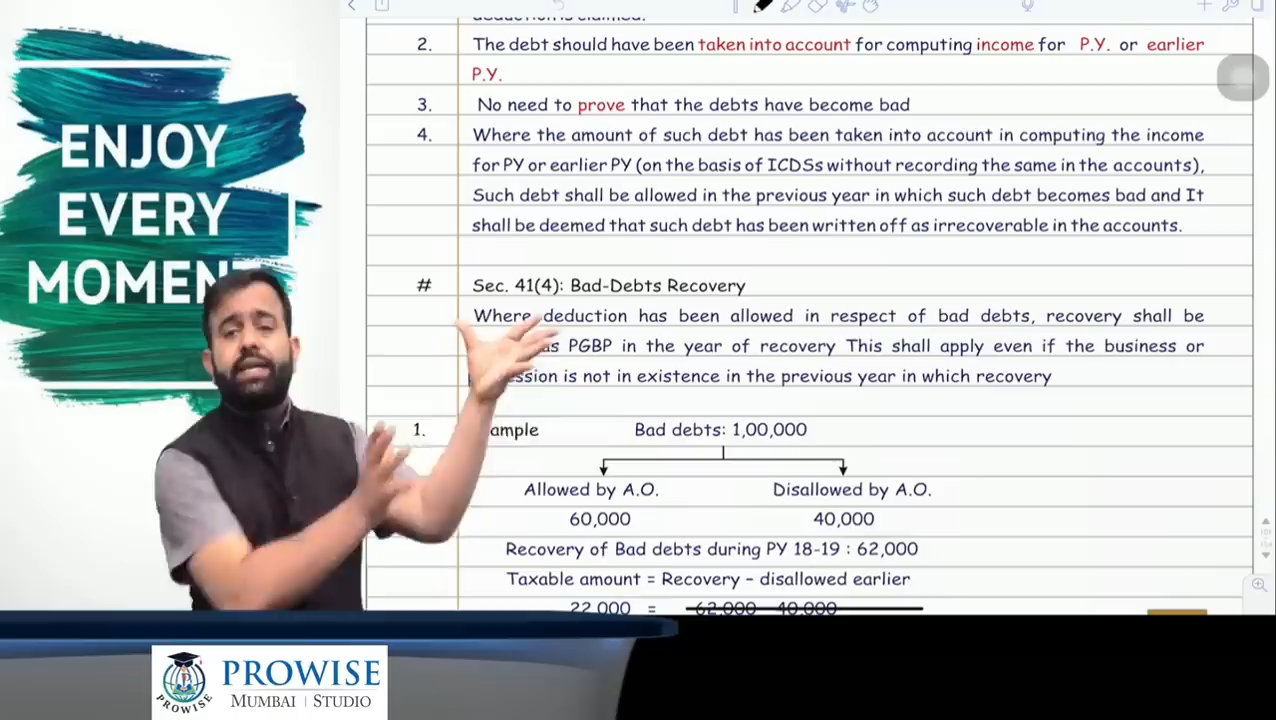 ENJOY
EVERY
MOMEN
2. The debt should have been taken into account for computing income for P.Y. or earlier
P.Y.
3. No need to prove that the debts have become bad
4. Where the amount of such debt has been taken into account in computing the income
for PY or earlier PY (on the basis of ICDSs without recording the same in the accounts),
Such debt shall be allowed in the previous year in which such debt becomes bad and It
shall be deemed that such debt has been written off as irrecoverable in the accounts.
# Sec. 41(4): Bad-Debts Recovery
Where deduction has been allowed in respect of bad debts, recovery shall be
as PGBP in the year of recovery This shall apply even if the business or
is not in existence in the previous year in which recovery
1. ample Bad debts: 1,00,000
Allowed by A.O. Disallowed by A.O.
60,000 40,000
Recovery of Bad debts during PY 18-19 : 62,000
Taxable amount = Recovery – disallowed earlier
22,000 = 62,000 40,000
PROWISE
PROWISE
MUMBAI | STUDIO